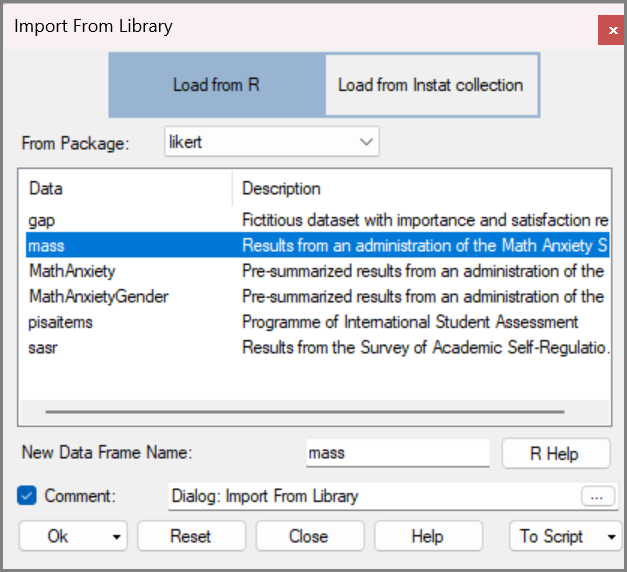 Import From Library
x
Load from R Load from Instat collection
From Package: likert
Data Description
gap Fictitious dataset with importance and satisfaction re
mass Results from an administration of the Math Anxiety S
MathAnxiety Pre-summarized results from an administration of the
MathAnxietyGender Pre-summarized results from an administration of the
pisaitems Programme of International Student Assessment
sasr Results from the Survey of Academic Self-Regulatio.
New Data Frame Name: mass R Help
Comment: Dialog: Import From Library ...
Ok Reset Close Help To Script